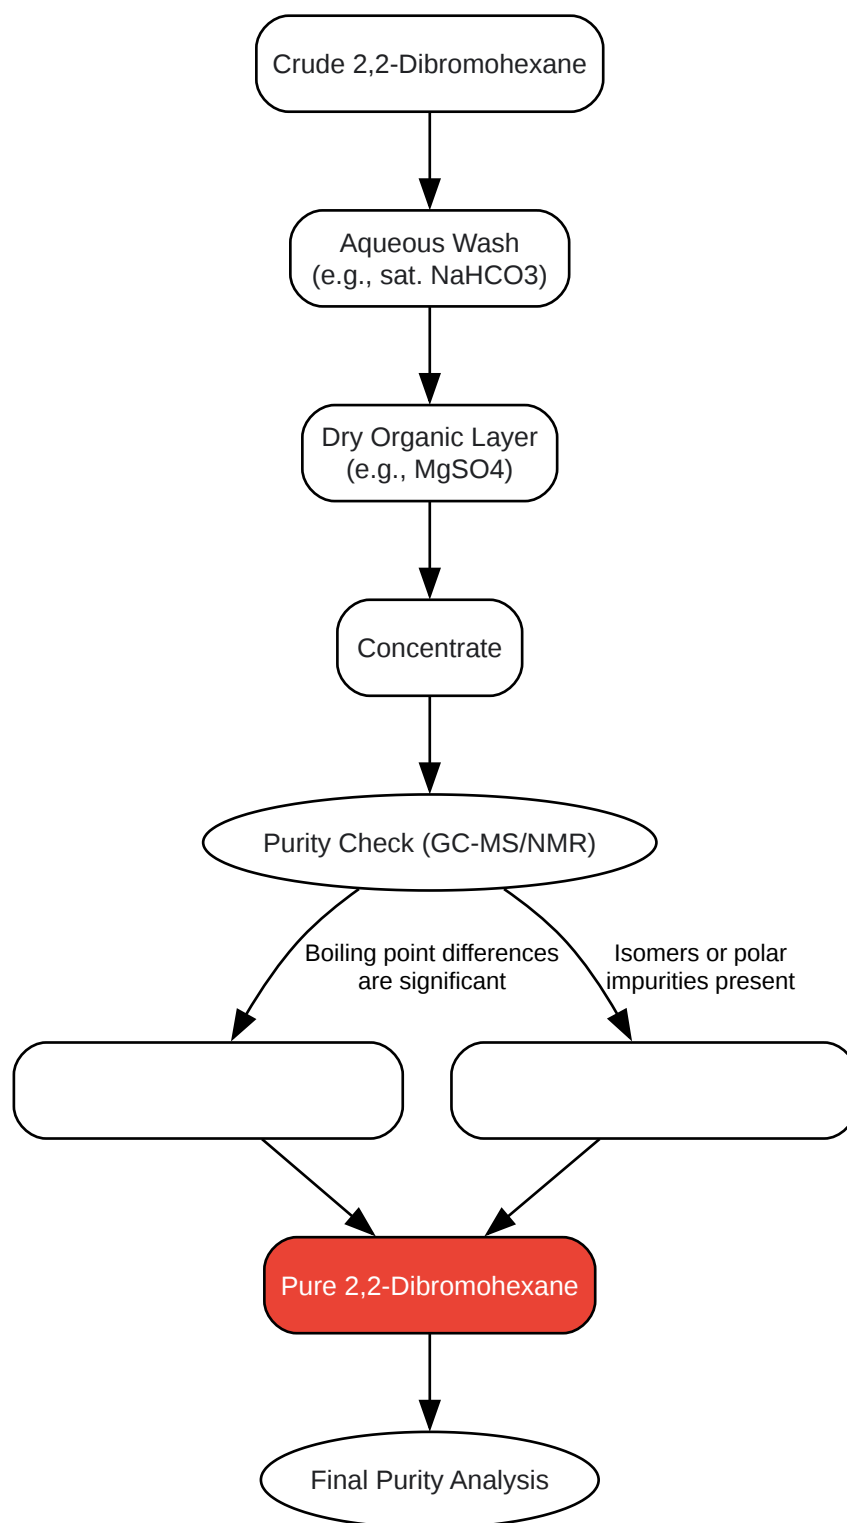 Crude 2,2-Dibromohexane
Aqueous Wash
(e.g., sat. NaHCO3)
Dry Organic Layer
(e.g., MgSO4)
Concentrate
Purity Check (GC-MS/NMR)
Boiling point differences
are significant
Isomers or polar
impurities present
Pure 2,2-Dibromohexane
Final Purity Analysis